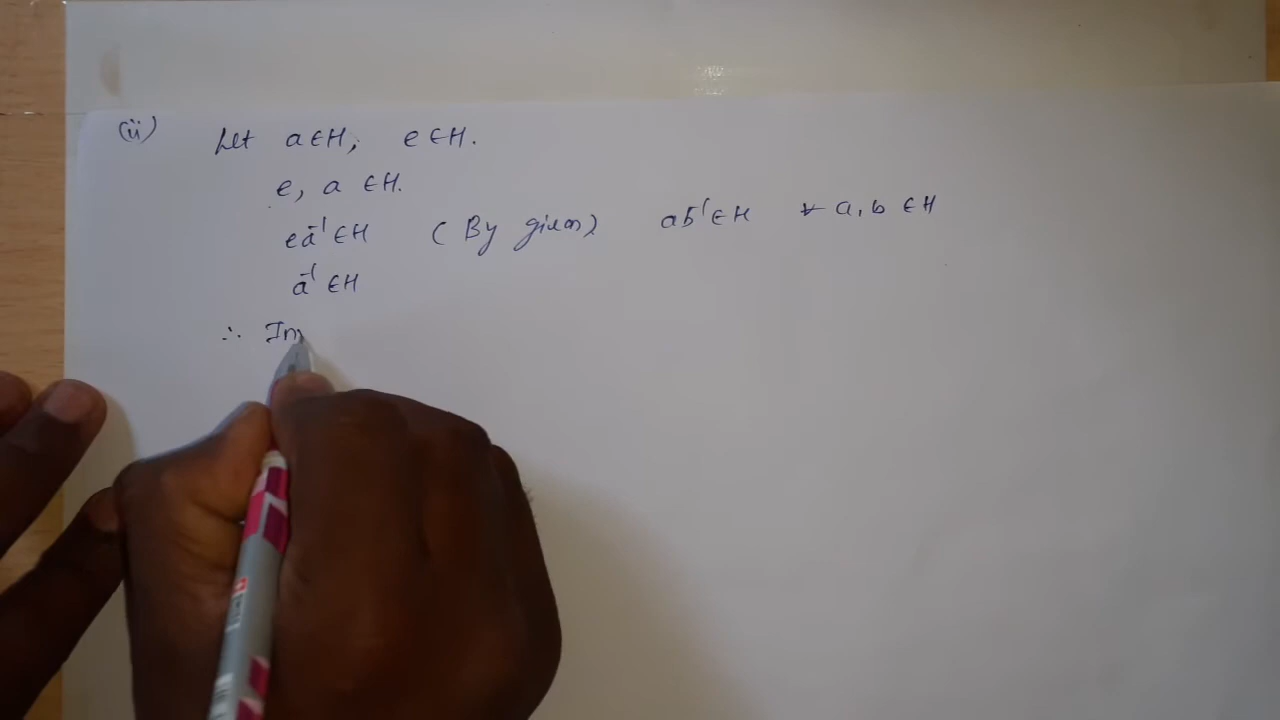 (ii) Let a∈H, e∈H.
e, a ∈H.
ea⁻¹∈H (By given) ab⁻¹∈H ∀ a, b ∈H
a⁻¹ ∈H
∴ In